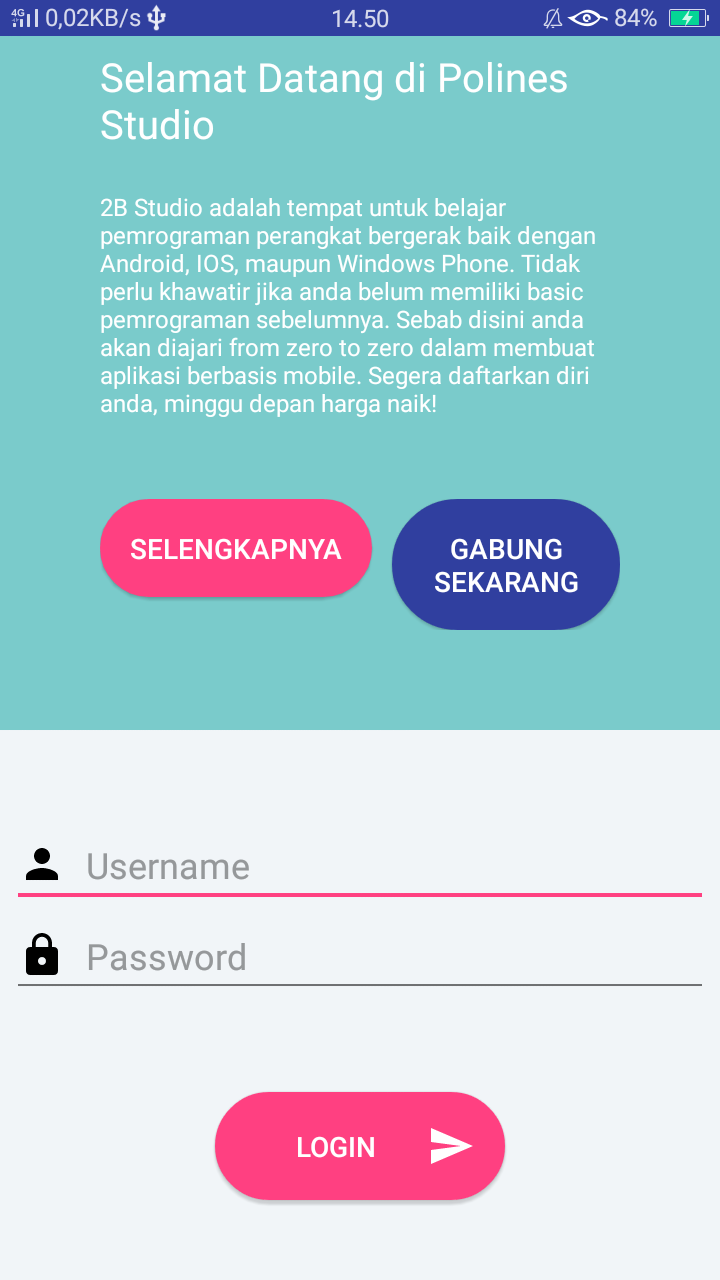 4G 0,02KB/s 14.50 84%
Selamat Datang di Polines
Studio
2B Studio adalah tempat untuk belajar
pemrograman perangkat bergerak baik dengan
Android, IOS, maupun Windows Phone. Tidak
perlu khawatir jika anda belum memiliki basic
pemrograman sebelumnya. Sebab disini anda
akan diajari from zero to zero dalam membuat
aplikasi berbasis mobile. Segera daftarkan diri
anda, minggu depan harga naik!
SELENGKAPNYA
GABUNG
SEKARANG
Username
Password
LOGIN